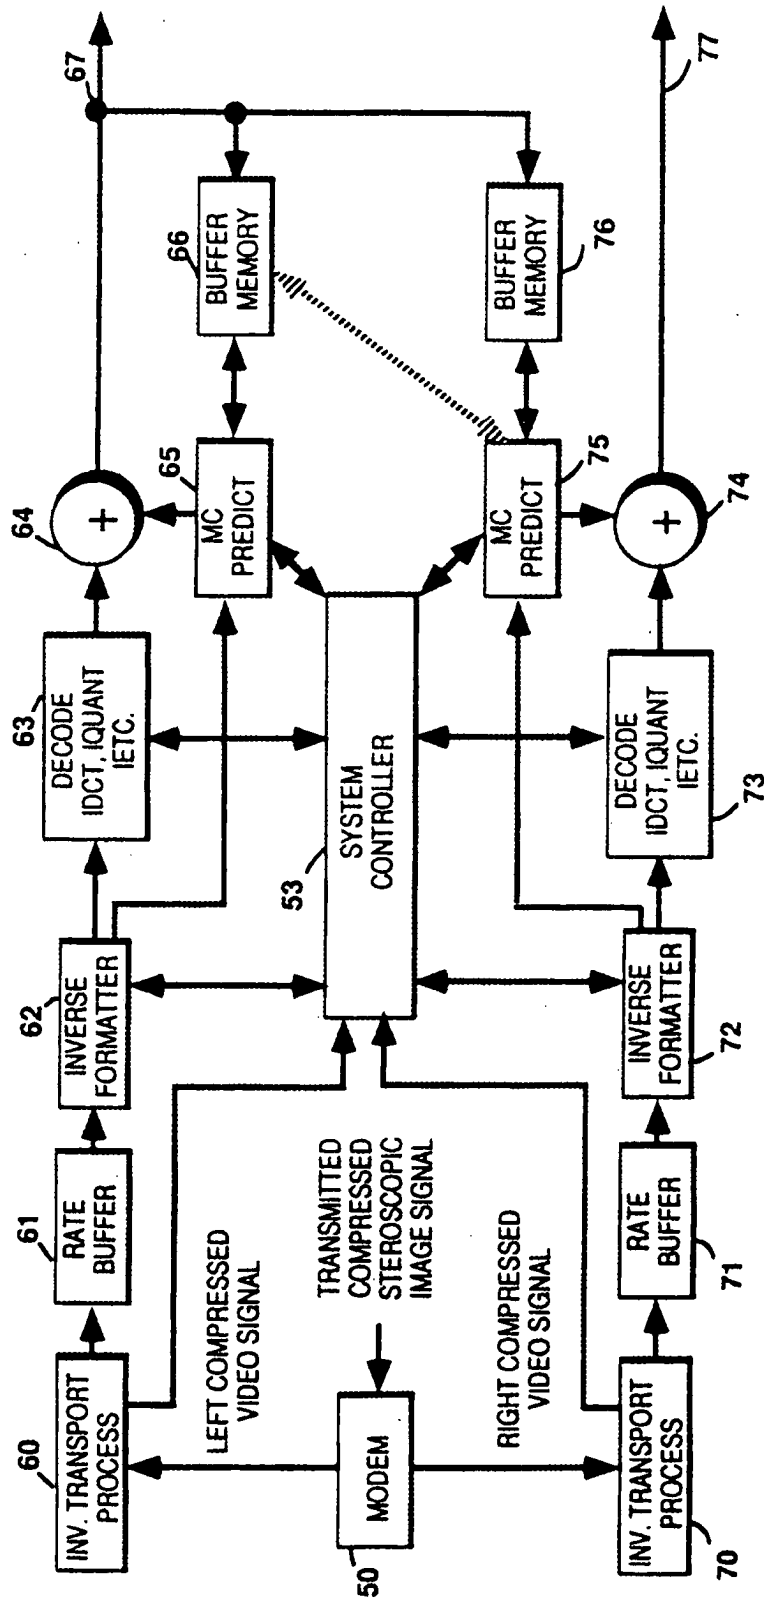 60
INV. TRANSPORT
PROCESS
61
RATE
BUFFER
62
INVERSE
FORMATTER
63
DECODE
IDCT, IQUANT
IETC.
64
+
67
65
MC
PREDICT
66
BUFFER
MEMORY
LEFT COMPRESSED
VIDEO SIGNAL
50
MODEM
TRANSMITTED
COMPRESSED
STEROSCOPIC
IMAGE SIGNAL
53
SYSTEM
CONTROLLER
RIGHT COMPRESSED
VIDEO SIGNAL
MC
PREDICT
75
BUFFER
MEMORY
76
INV. TRANSPORT
PROCESS
70
RATE
BUFFER
71
INVERSE
FORMATTER
72
DECODE
IDCT, IQUANT
IETC.
73
+
74
77